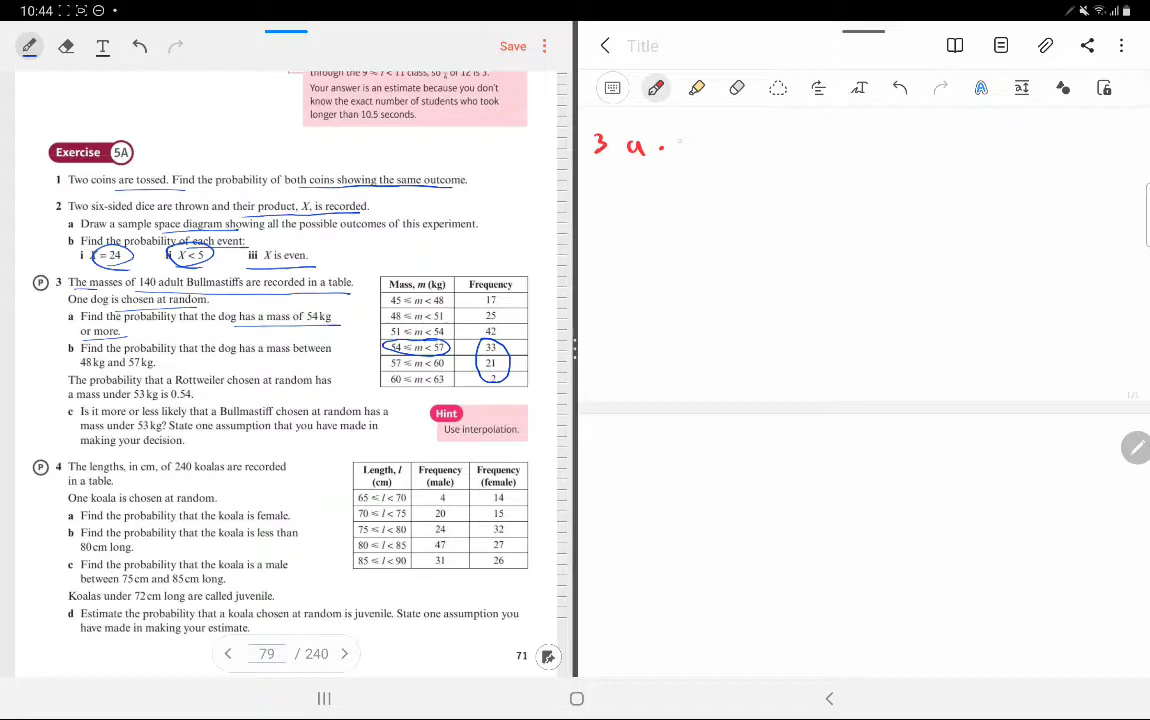 10:44
Save
Title
through the 9 ⩽ l < 11 class, so ¼ of 12 is 3.
Your answer is an estimate because you don't
know the exact number of students who took
longer than 10.5 seconds.
3 a.
Exercise 5A
1 Two coins are tossed. Find the probability of both coins showing the same outcome.
2 Two six-sided dice are thrown and their product, X, is recorded.
a Draw a sample space diagram showing all the possible outcomes of this experiment.
b Find the probability of each event:
i X = 24 ii X < 5 iii X is even.
P 3 The masses of 140 adult Bullmastiffs are recorded in a table.
One dog is chosen at random.
a Find the probability that the dog has a mass of 54 kg
or more.
b Find the probability that the dog has a mass between
48 kg and 57 kg.
The probability that a Rottweiler chosen at random has
a mass under 53 kg is 0.54.
c Is it more or less likely that a Bullmastiff chosen at random has a
mass under 53 kg? State one assumption that you have made in
making your decision.
Mass, m (kg) Frequency
45 ⩽ m < 48 17
48 ⩽ m < 51 25
51 ⩽ m < 54 42
54 ⩽ m < 57 33
57 ⩽ m < 60 21
60 ⩽ m < 63 2
Hint
Use interpolation.
P 4 The lengths, in cm, of 240 koalas are recorded
in a table.
One koala is chosen at random.
a Find the probability that the koala is female.
b Find the probability that the koala is less than
80 cm long.
c Find the probability that the koala is a male
between 75 cm and 85 cm long.
Koalas under 72 cm long are called juvenile.
d Estimate the probability that a koala chosen at random is juvenile. State one assumption you
have made in making your estimate.
Length, l Frequency Frequency
(cm) (male) (female)
65 ⩽ l < 70 4 14
70 ⩽ l < 75 20 15
75 ⩽ l < 80 24 32
80 ⩽ l < 85 47 27
85 ⩽ l < 90 31 26
79 / 240
71
1/1